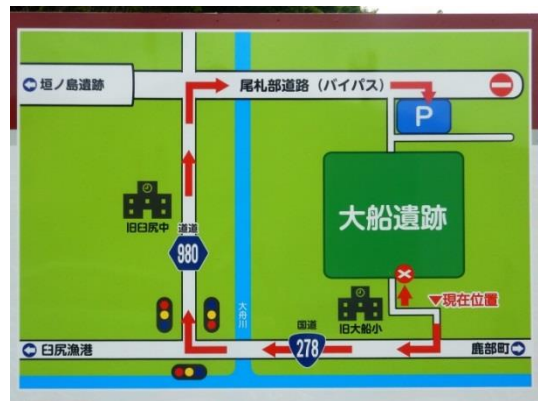 垣ノ島遺跡
尾札部道路（バイパス）
P
旧臼尻中
道道
980
大船遺跡
大舟川
旧大船小
▼現在位置
国道
278
臼尻漁港
鹿部町